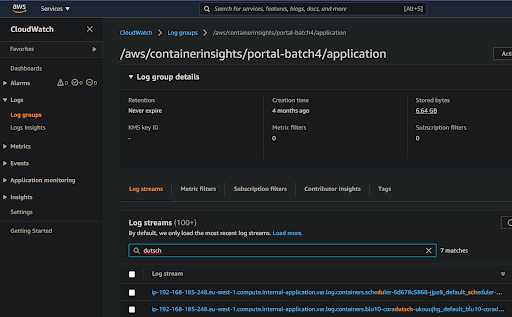 aws
Services
Search for services, features, blogs, docs, and more
[Alt+S]
CloudWatch
Favorites
Dashboards
Alarms 0 0 0
Logs
Log groups
Logs Insights
Metrics
Events
Application monitoring
Insights
Settings
Getting Started
CloudWatch > Log groups > /aws/containerinsights/portal-batch4/application
/aws/containerinsights/portal-batch4/application
Acti
Log group details
Retention
Never expire
KMS key ID
-
Creation time
4 months ago
Metric filters
0
Stored bytes
6.64 GB
Subscription filters
0
Log streams
Metric filters
Subscription filters
Contributor Insights
Tags
Log streams (100+)
By default, we only load the most recent log streams. Load more.
dutsch
7 matches
Log stream
ip-192-168-185-248.eu-west-1.compute.internal-application.var.log.containers.scheduler-6d678c5868-jjpz8_default_scheduler-...
ip-192-168-185-248.eu-west-1.compute.internal-application.var.log.containers.blu10-coradutsch-ukouujhg_default_blu10-corad...